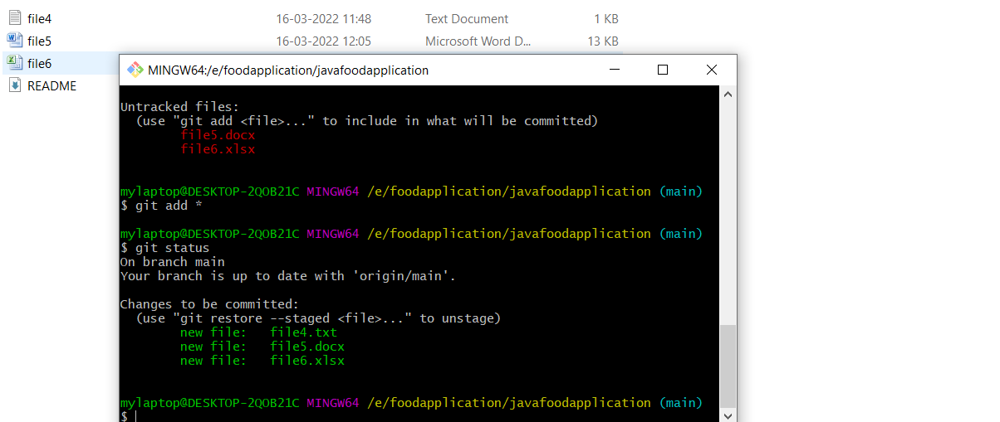 file4 16-03-2022 11:48 Text Document 1 KB
file5 16-03-2022 12:05 Microsoft Word D... 13 KB
file6
README
MINGW64:/e/foodapplication/javafoodapplication
Untracked files:
(use "git add <file>..." to include in what will be committed)
file5.docx
file6.xlsx
mylaptop@DESKTOP-2QOB21C MINGW64 /e/foodapplication/javafoodapplication (main)
$ git add *
mylaptop@DESKTOP-2QOB21C MINGW64 /e/foodapplication/javafoodapplication (main)
$ git status
On branch main
Your branch is up to date with 'origin/main'.
Changes to be committed:
(use "git restore --staged <file>..." to unstage)
new file: file4.txt
new file: file5.docx
new file: file6.xlsx
mylaptop@DESKTOP-2QOB21C MINGW64 /e/foodapplication/javafoodapplication (main)
$